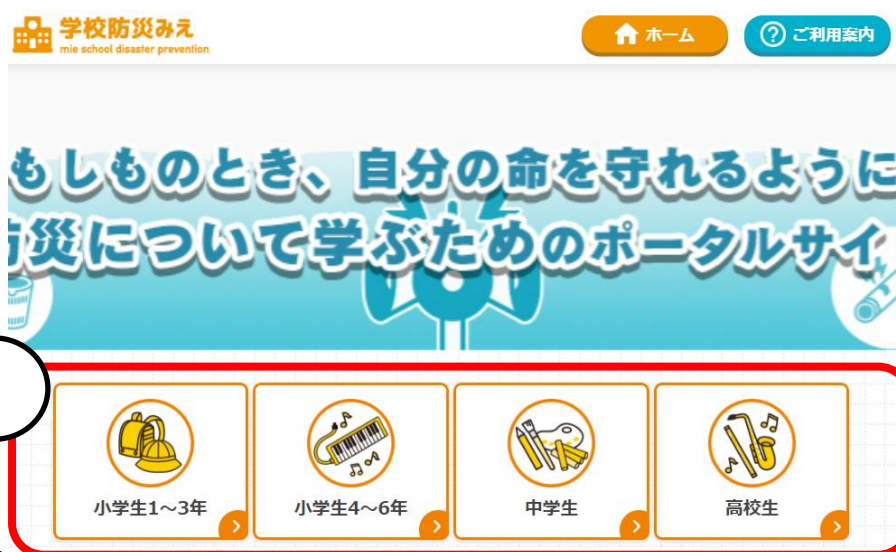 学校防災みえ
mie school disaster prevention
ホーム
ご利用案内
もしものとき、自分の命を守れるように
防災について学ぶためのポータルサイ
小学生1～3年
小学生4～6年
中学生
高校生